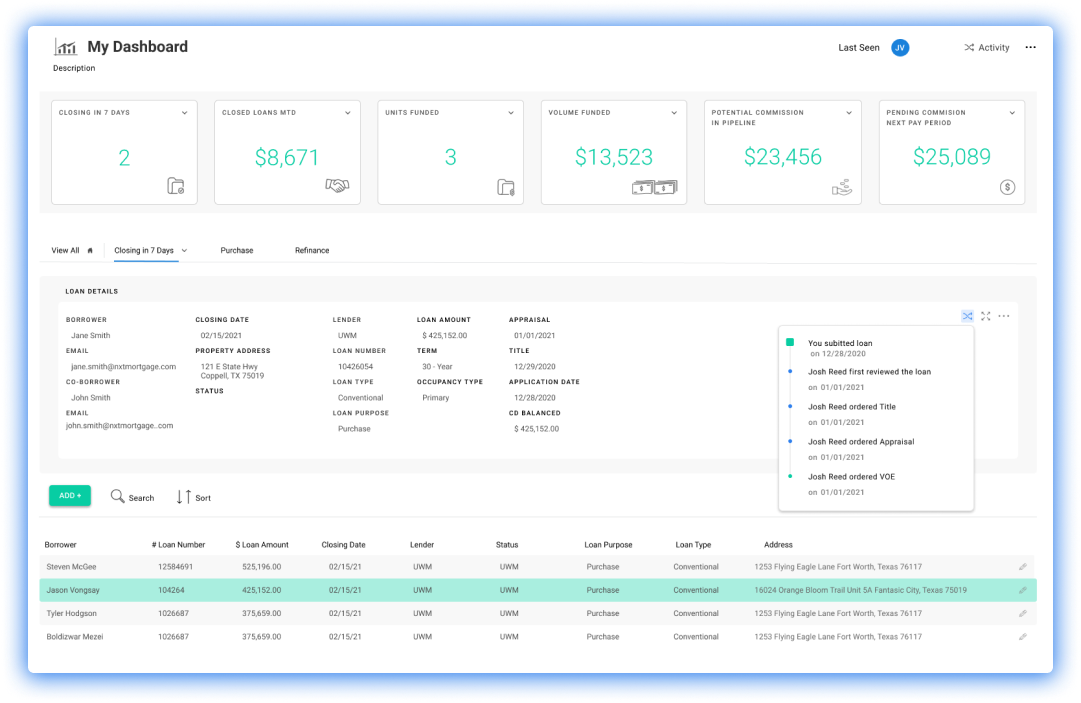 My Dashboard
Last Seen JV Activity
Description
CLOSING IN 7 DAYS
2
CLOSED LOANS MTD
$8,671
UNITS FUNDED
3
VOLUME FUNDED
$13,523
POTENTIAL COMMISSION
IN PIPELINE
$23,456
PENDING COMMISION
NEXT PAY PERIOD
$25,089
View All Closing in 7 Days Purchase Refinance
LOAN DETAILS
BORROWER
Jane Smith
EMAIL
jane.smith@nxtmortgage.com
CO-BORROWER
John Smith
EMAIL
john.smith@nxtmortgage..com
CLOSING DATE
02/15/2021
PROPERTY ADDRESS
121 E State Hwy
Coppell, TX 75019
STATUS
LENDER
UWM
LOAN NUMBER
10426054
LOAN TYPE
Conventional
LOAN PURPOSE
Purchase
LOAN AMOUNT
$ 425,152.00
TERM
30 - Year
OCCUPANCY TYPE
Primary
APPRAISAL
01/01/2021
TITLE
12/29/2020
APPLICATION DATE
12/28/2020
CD BALANCED
$ 425,152.00
You subitted loan
on 12/28/2020
Josh Reed first reviewed the loan
on 01/01/2021
Josh Reed ordered Title
on 01/01/2021
Josh Reed ordered Appraisal
on 01/01/2021
Josh Reed ordered VOE
on 01/01/2021
ADD + Search Sort
Borrower # Loan Number $ Loan Amount Closing Date Lender Status Loan Purpose Loan Type Address
Steven McGee 12584691 525,196.00 02/15/21 UWM UWM Purchase Conventional 1253 Flying Eagle Lane Fort Worth, Texas 76117
Jason Vongsay 104264 425,152.00 02/15/21 UWM UWM Purchase Conventional 16024 Orange Bloom Trail Unit 5A Fantasic City, Texas 75019
Tyler Hodgson 1026687 375,659.00 02/15/21 UWM UWM Purchase Conventional 1253 Flying Eagle Lane Fort Worth, Texas 76117
Boldizwar Mezei 1026687 375,659.00 02/15/21 UWM UWM Purchase Conventional 1253 Flying Eagle Lane Fort Worth, Texas 76117